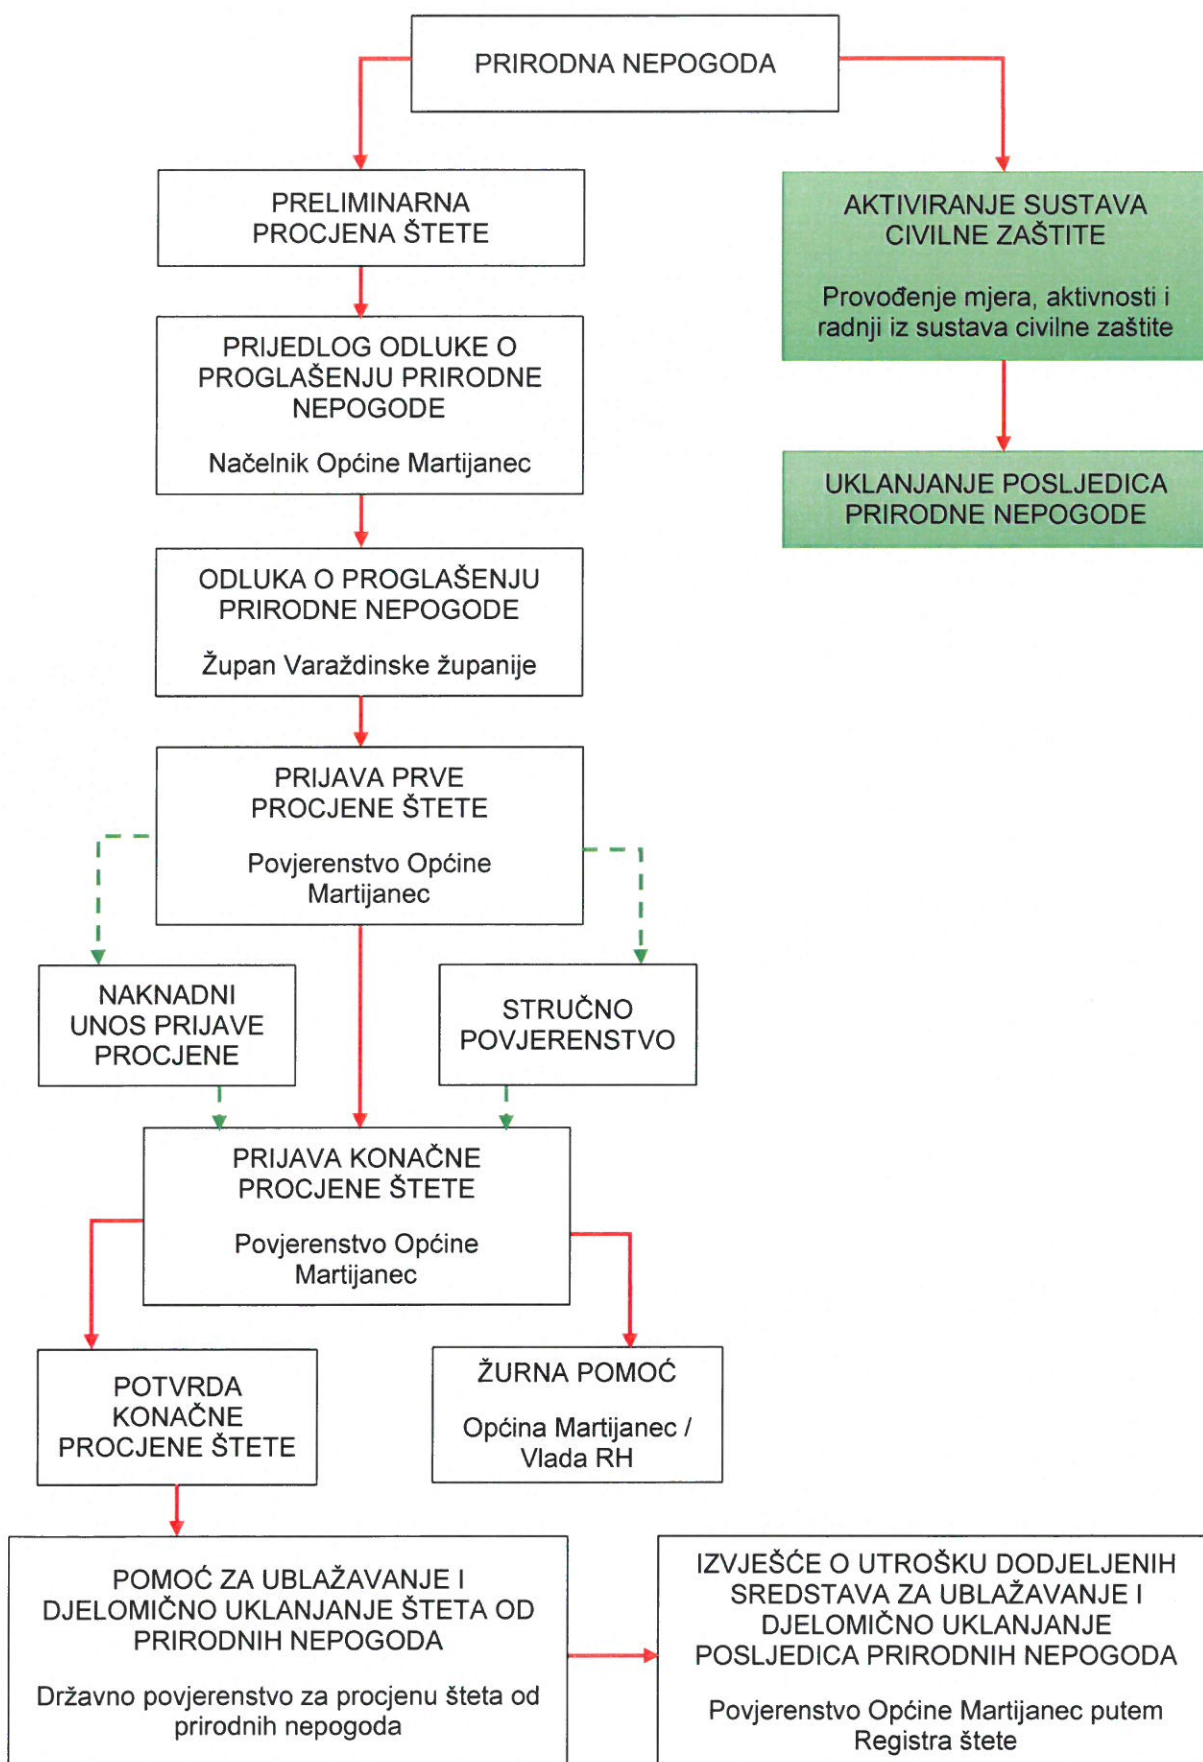 PRIRODNA NEPOGODA
PRELIMINARNA
PROCJENA ŠTETE
AKTIVIRANJE SUSTAVA
CIVILNE ZAŠTITE
Provođenje mjera, aktivnosti i
radnji iz sustava civilne zaštite
PRIJEDLOG ODLUKE O
PROGLAŠENJU PRIRODNE
NEPOGODE
Načelnik Općine Martijanec
UKLANJANJE POSLJEDICA
PRIRODNE NEPOGODE
ODLUKA O PROGLAŠENJU
PRIRODNE NEPOGODE
Župan Varaždinske županije
PRIJAVA PRVE
PROCJENE ŠTETE
Povjerenstvo Općine
Martijanec
NAKNADNI
UNOS PRIJAVE
PROCJENE
STRUČNO
POVJERENSTVO
PRIJAVA KONAČNE
PROCJENE ŠTETE
Povjerenstvo Općine
Martijanec
POTVRDA
KONAČNE
PROCJENE ŠTETE
ŽURNA POMOĆ
Općina Martijanec /
Vlada RH
POMOĆ ZA UBLAŽAVANJE I
DJELOMIČNO UKLANJANJE ŠTETA OD
PRIRODNIH NEPOGODA
Državno povjerenstvo za procjenu šteta od
prirodnih nepogoda
IZVJEŠĆE O UTROŠKU DODJELJENIH
SREDSTAVA ZA UBLAŽAVANJE I
DJELOMIČNO UKLANJANJE
POSLJEDICA PRIRODNIH NEPOGODA
Povjerenstvo Općine Martijanec putem
Registra štete